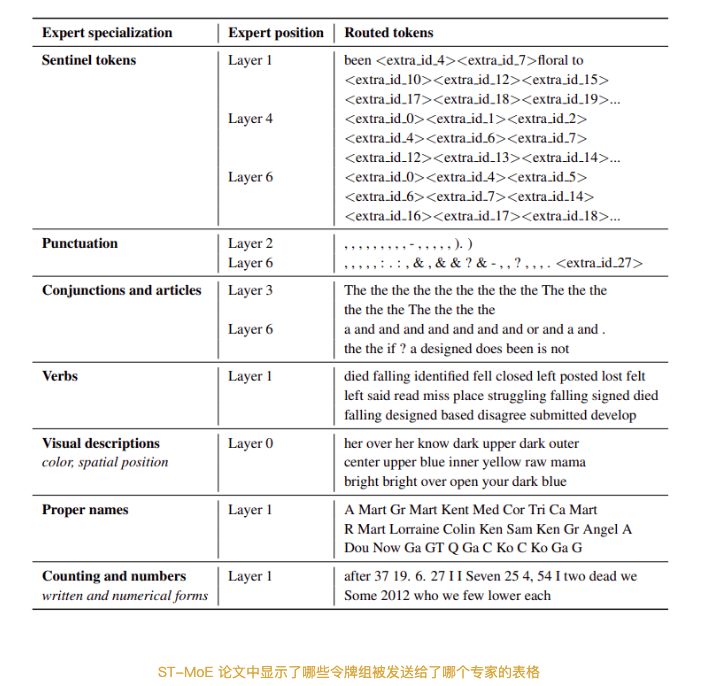 Expert specialization Expert position Routed tokens
Sentinel tokens Layer 1 been <extra_id_4><extra_id_7>floral to
<extra_id_10><extra_id_12><extra_id_15>
<extra_id_17><extra_id_18><extra_id_19>...
Layer 4 <extra_id_0><extra_id_1><extra_id_2>
<extra_id_4><extra_id_6><extra_id_7>
<extra_id_12><extra_id_13><extra_id_14>...
Layer 6 <extra_id_0><extra_id_4><extra_id_5>
<extra_id_6><extra_id_7><extra_id_14>
<extra_id_16><extra_id_17><extra_id_18>...
Punctuation Layer 2 , , , , , , , , , - , , , , , ). )
Layer 6 , , , , , : . : , & , & & ? & - , , ? , , , . <extra_id_27>
Conjunctions and articles Layer 3 The the the the the the the the the The the the
the the the The the the the
Layer 6 a and and and and and and and or and a and .
the the if ? a designed does been is not
Verbs Layer 1 died falling identified fell closed left posted lost felt
left said read miss place struggling falling signed died
falling designed based disagree submitted develop
Visual descriptions Layer 0 her over her know dark upper dark outer
color, spatial position center upper blue inner yellow raw mama
bright bright over open your dark blue
Proper names Layer 1 A Mart Gr Mart Kent Med Cor Tri Ca Mart
R Mart Lorraine Colin Ken Sam Ken Gr Angel A
Dou Now Ga GT Q Ga C Ko C Ko Ga G
Counting and numbers Layer 1 after 37 19. 6. 27 I I Seven 25 4, 54 I two dead we
written and numerical forms Some 2012 who we few lower each
ST-MoE 论文中显示了哪些令牌组被发送给了哪个专家的表格